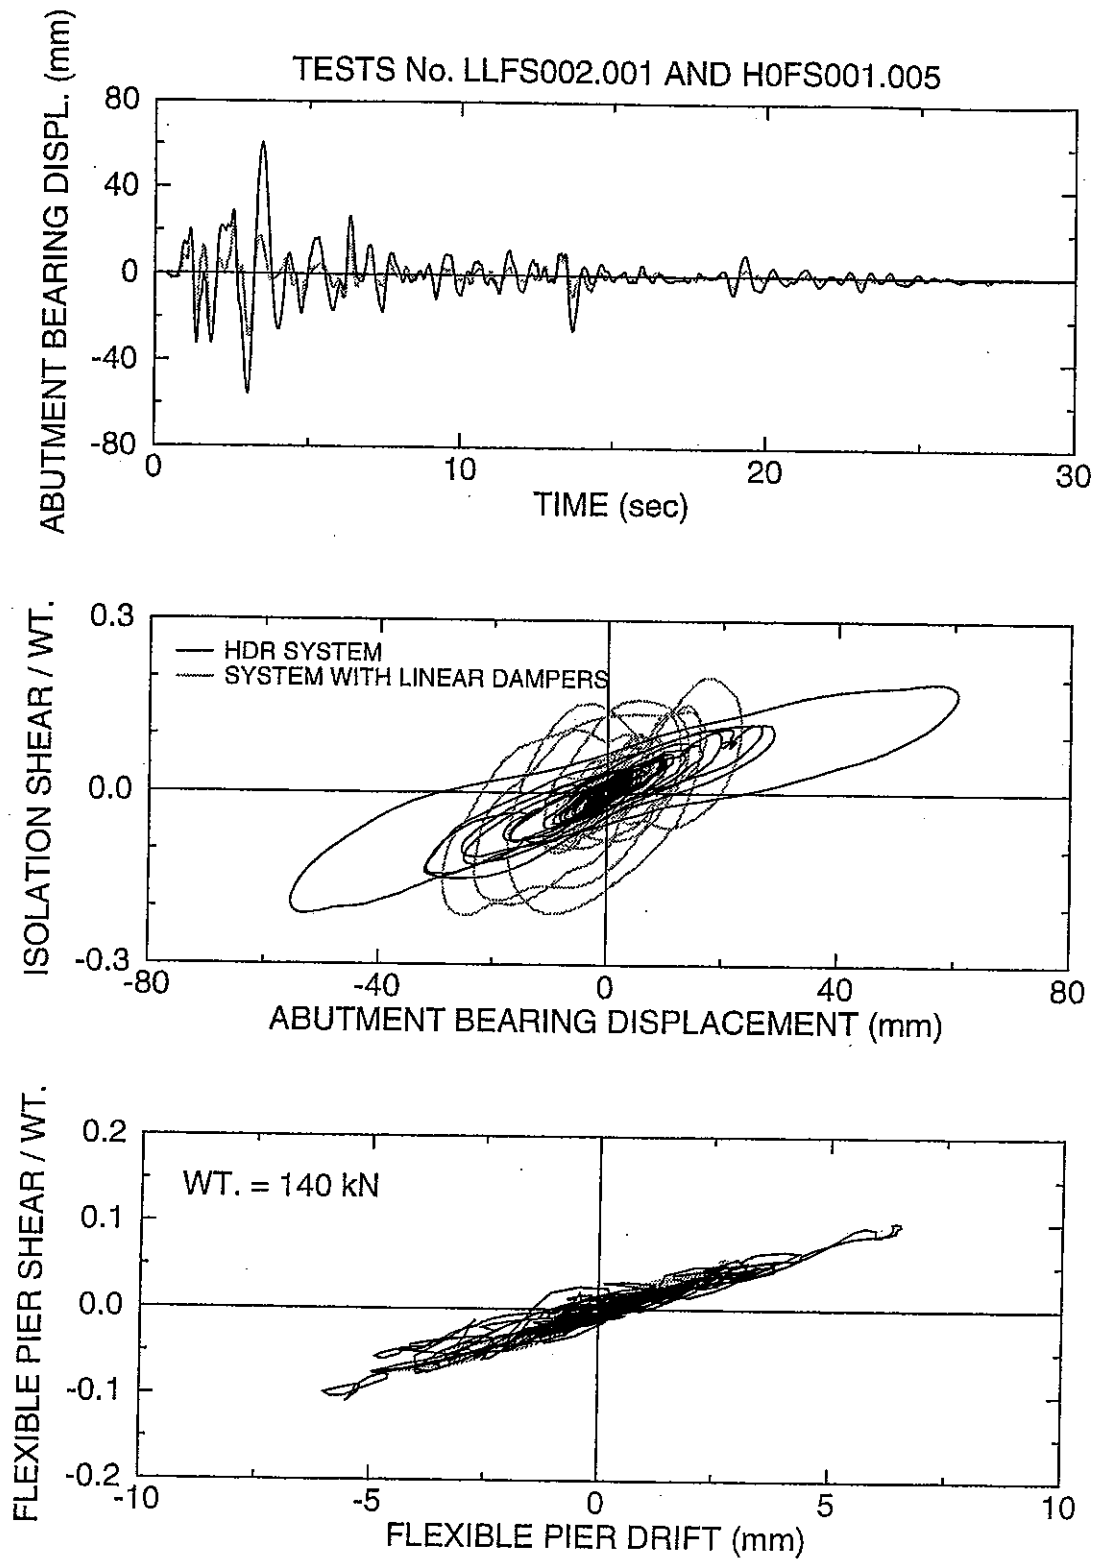 TESTS No. LLFS002.001 AND H0FS001.005
ABUTMENT BEARING DISPL. (mm)
80
40
0
-40
-80
0
10
20
30
TIME (sec)
ISOLATION SHEAR / WT.
0.3
0.0
-0.3
HDR SYSTEM
SYSTEM WITH LINEAR DAMPERS
-80
-40
0
40
80
ABUTMENT BEARING DISPLACEMENT (mm)
FLEXIBLE PIER SHEAR / WT.
0.2
0.1
0.0
-0.1
-0.2
WT. = 140 kN
-10
-5
0
5
10
FLEXIBLE PIER DRIFT (mm)